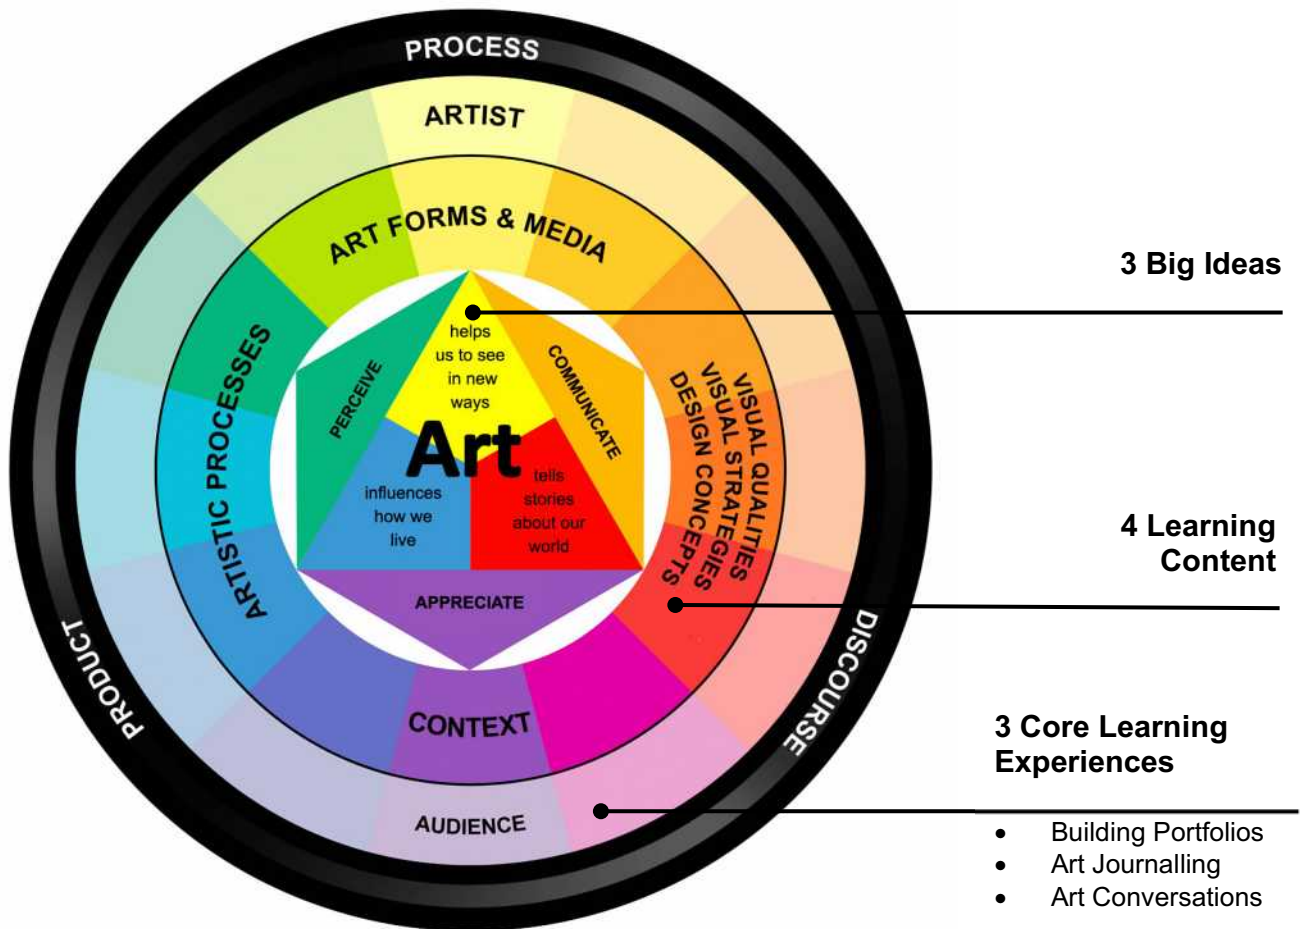 PROCESS
ARTIST
ART FORMS & MEDIA
3 Big Ideas
helps
us to see
in new
ways
PERCEIVE
COMMUNICATE
Art
influences
how we
live
tells
stories
about our
world
APPRECIATE
ARTISTIC PROCESSES
VISUAL QUALITIES
VISUAL STRATEGIES
DESIGN CONCEPTS
4 Learning
Content
CONTEXT
AUDIENCE
PRODUCT
DISCOURSE
3 Core Learning
Experiences
• Building Portfolios
• Art Journalling
• Art Conversations